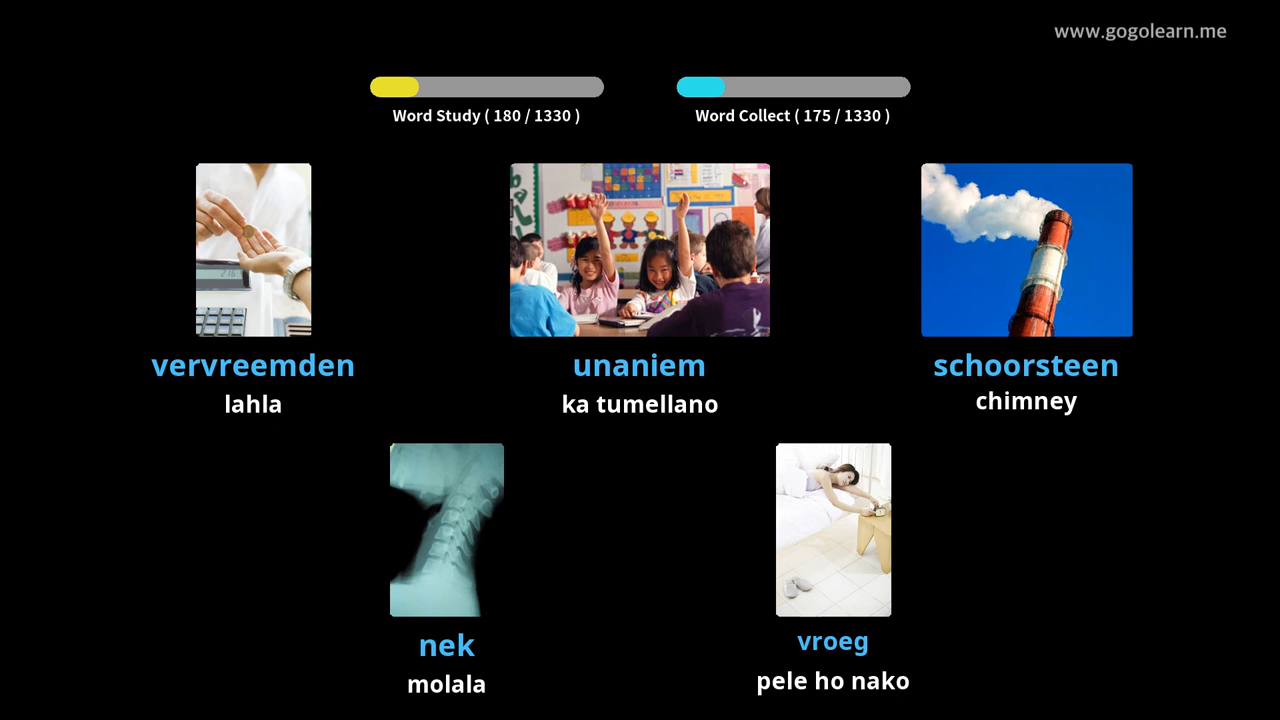 www.gogolearn.me
Word Study ( 180 / 1330 )
Word Collect ( 175 / 1330 )
vervreemden
lahla
unaniem
ka tumellano
schoorsteen
chimney
nek
molala
vroeg
pele ho nako